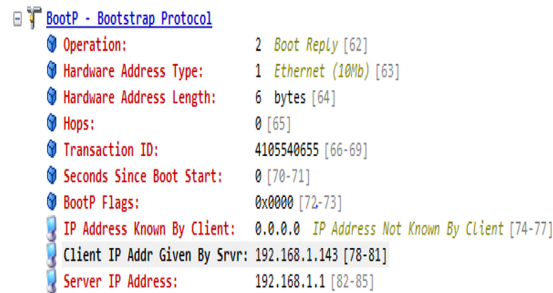 BootP - Bootstrap Protocol
Operation: 2 Boot Reply [62]
Hardware Address Type: 1 Ethernet (10Mb) [63]
Hardware Address Length: 6 bytes [64]
Hops: 0 [65]
Transaction ID: 4105540655 [66-69]
Seconds Since Boot Start: 0 [70-71]
BootP Flags: 0x0000 [72-73]
IP Address Known By Client: 0.0.0.0 IP Address Not Known By Client [74-77]
Client IP Addr Given By Srvr: 192.168.1.143 [78-81]
Server IP Address: 192.168.1.1 [82-85]